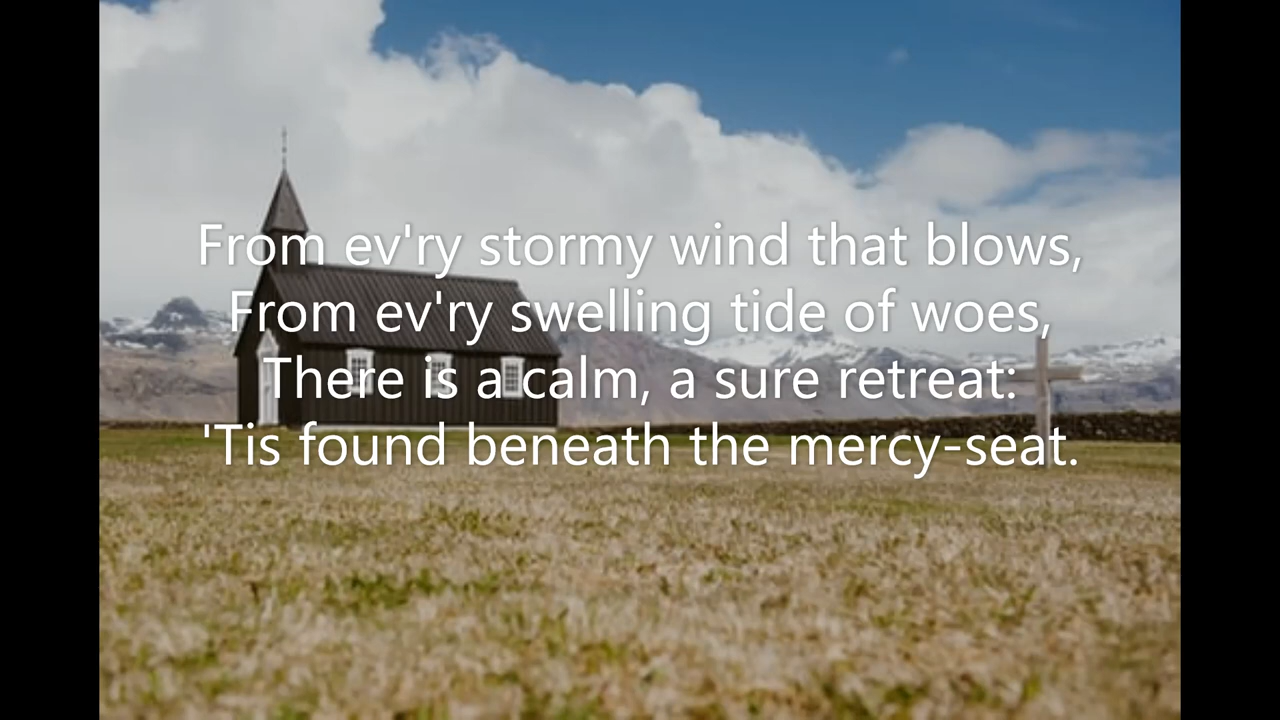 From ev'ry stormy wind that blows,
From ev'ry swelling tide of woes,
There is a calm, a sure retreat:
'Tis found beneath the mercy-seat.